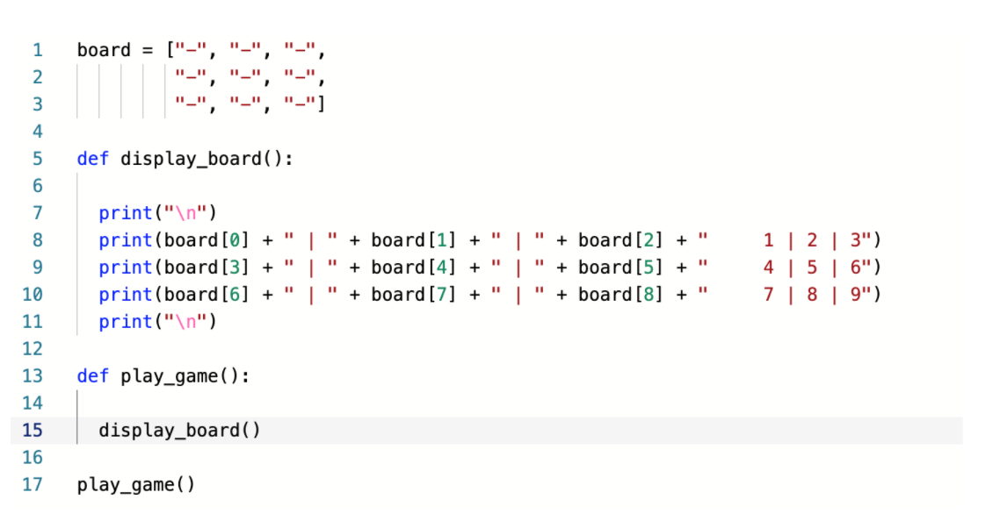 1 board = ["-", "-", "-",
2          "-", "-", "-",
3          "-", "-", "-"]
4
5 def display_board():
6
7   print("\n")
8   print(board[0] + " | " + board[1] + " | " + board[2] + "     1 | 2 | 3")
9   print(board[3] + " | " + board[4] + " | " + board[5] + "     4 | 5 | 6")
10   print(board[6] + " | " + board[7] + " | " + board[8] + "     7 | 8 | 9")
11   print("\n")
12
13 def play_game():
14
15   display_board()
16
17 play_game()